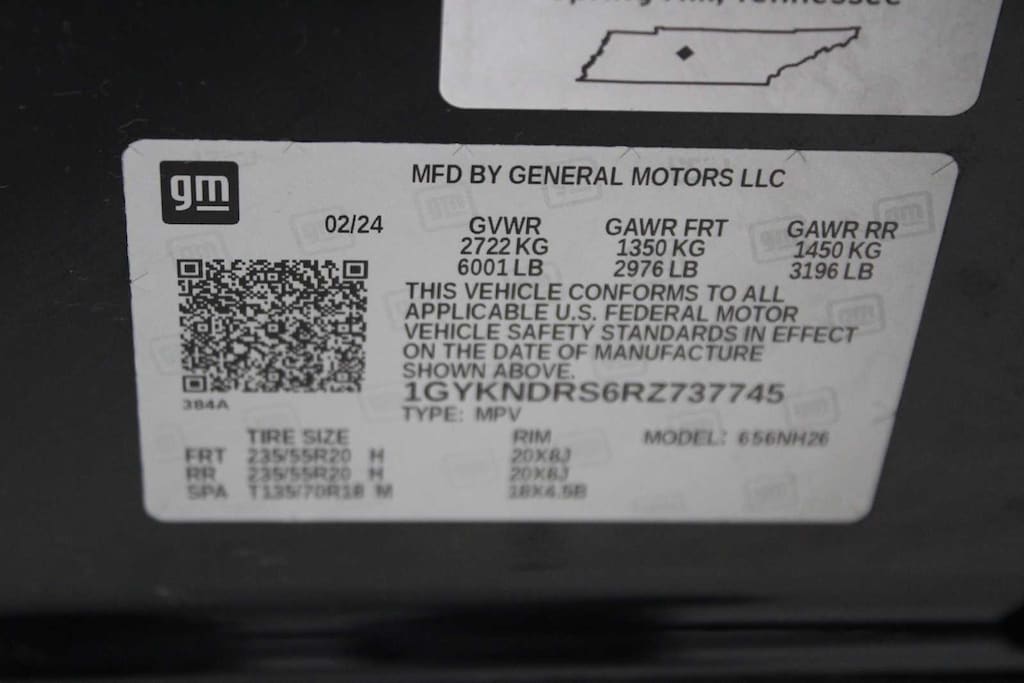 Spring Hill, Tennessee
gm
MFD BY GENERAL MOTORS LLC
02/24
GVWR GAWR FRT GAWR RR
2722 KG 1350 KG 1450 KG
6001 LB 2976 LB 3196 LB
THIS VEHICLE CONFORMS TO ALL
APPLICABLE U.S. FEDERAL MOTOR
VEHICLE SAFETY STANDARDS IN EFFECT
ON THE DATE OF MANUFACTURE
SHOWN ABOVE.
1GYKNDRS6RZ737745
384A
TYPE: MPV
TIRE SIZE RIM MODEL: 656NH26
FRT 235/55R20 H 20X8J
RR 235/55R20 H 20X8J
SPA T135/70R18 M 18X4.5B